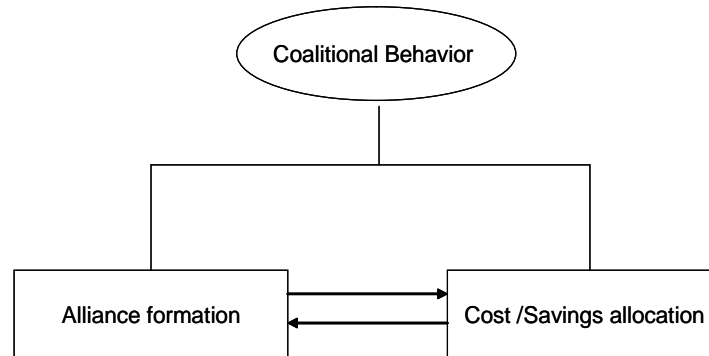 Coalitional Behavior
Alliance formation
Cost /Savings allocation